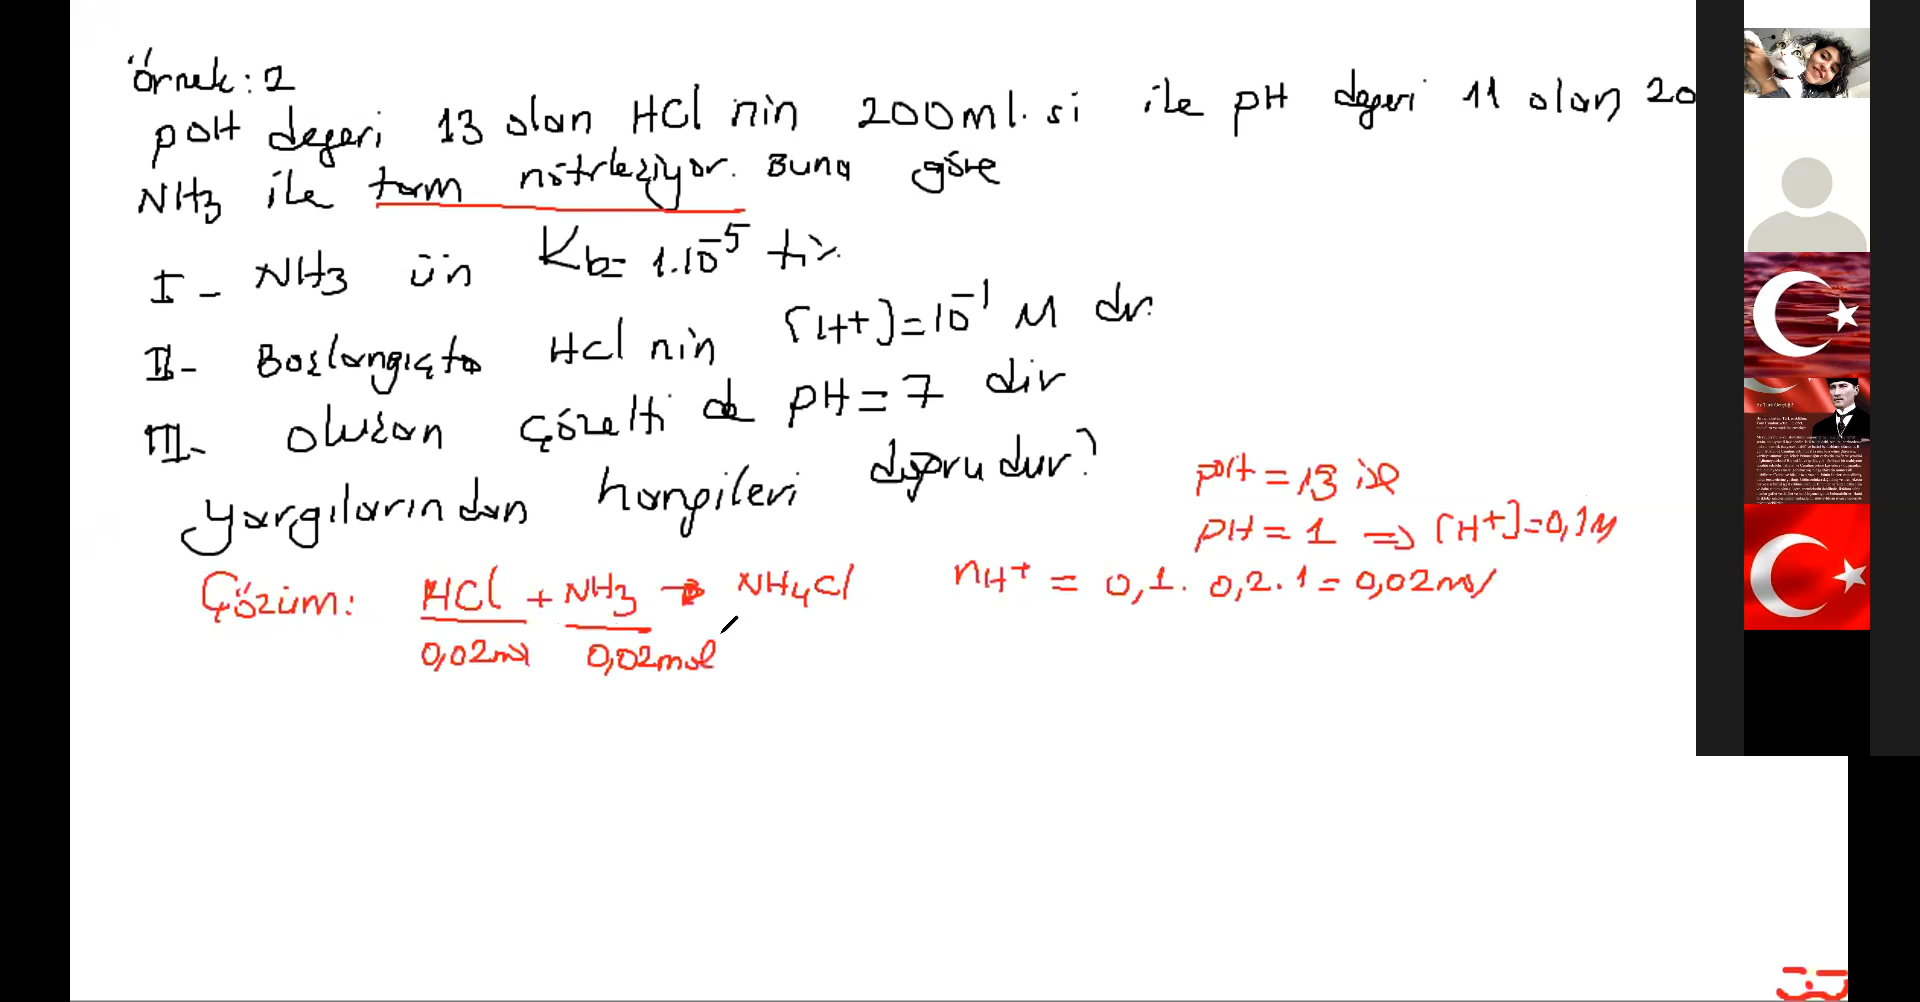 Örnek: 2
pOH değeri 13 olan HCl nin 200ml.si ile pH değeri 11 olan 20
NH3 ile tam nötrleşiyor. Buna göre
I- NH3 ün Kb= 1.10⁻⁵ tir
II- Başlangıçta HCl nin [H+]=10⁻¹ M dır.
III- oluşan çözelti de pH=7 dir
yargılarından hangileri doğrudur?
pOH = 13 ise
pH = 1 ⇒ [H+]=0,1M
Çözüm: HCl + NH3 → NH4Cl
nH+ = 0,1. 0,2.1=0,02mol
0,02mol 0,02mol